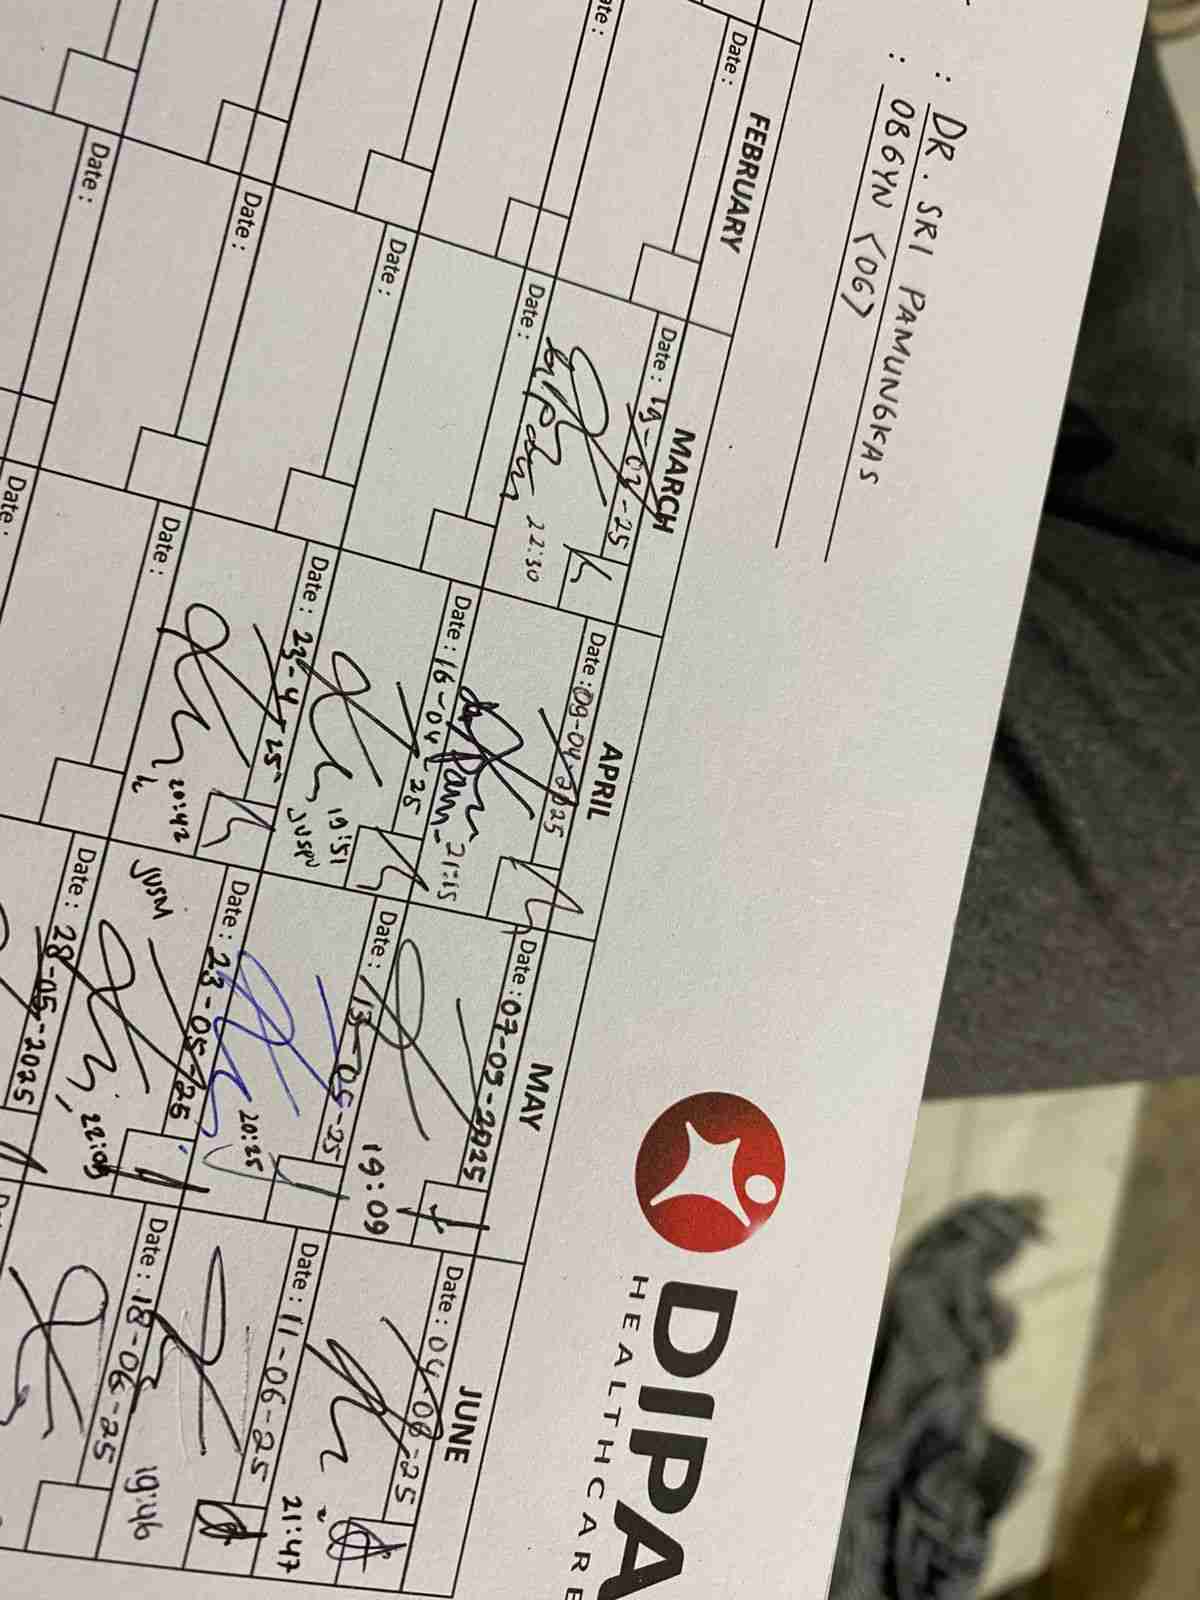 DIPA
HEALTHCARE
: DR. SRI PAMUNGKAS
: OBGYN (OG)
FEBRUARY
MARCH
APRIL
MAY
JUNE
Date :
Date : 19-03-25
Date : 09-04-2025
Date : 07-05-2025
Date : 04-06-25
Date :
Date :
22:30
Date : 16-04-25
21:15
Date : 13-05-25
19:09
Date : 11-06-25
21:47
Date :
Date : 23-4-25
19:51
Date : 23-05-25
20:25
Date : 18-06-25
19:46
Date :
Date :
20:42
Date : 28-05-2025
22:09
Date :
Date :